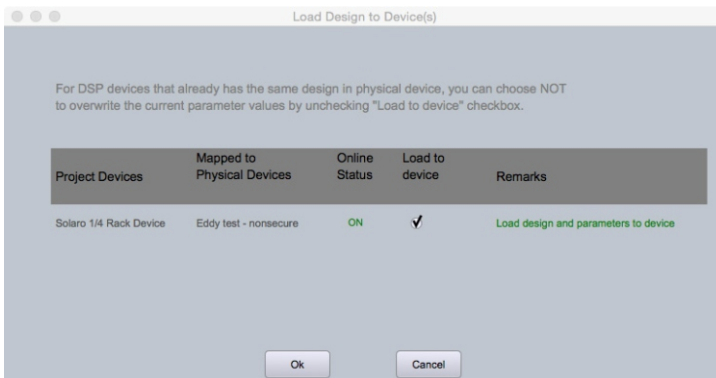 Load Design to Device(s)
For DSP devices that already has the same design in physical device, you can choose NOT
to overwrite the current parameter values by unchecking "Load to device" checkbox.
Project Devices
Mapped to
Physical Devices
Online
Status
Load to
device
Remarks
Solaro 1/4 Rack Device
Eddy test - nonsecure
ON
Load design and parameters to device
Ok
Cancel